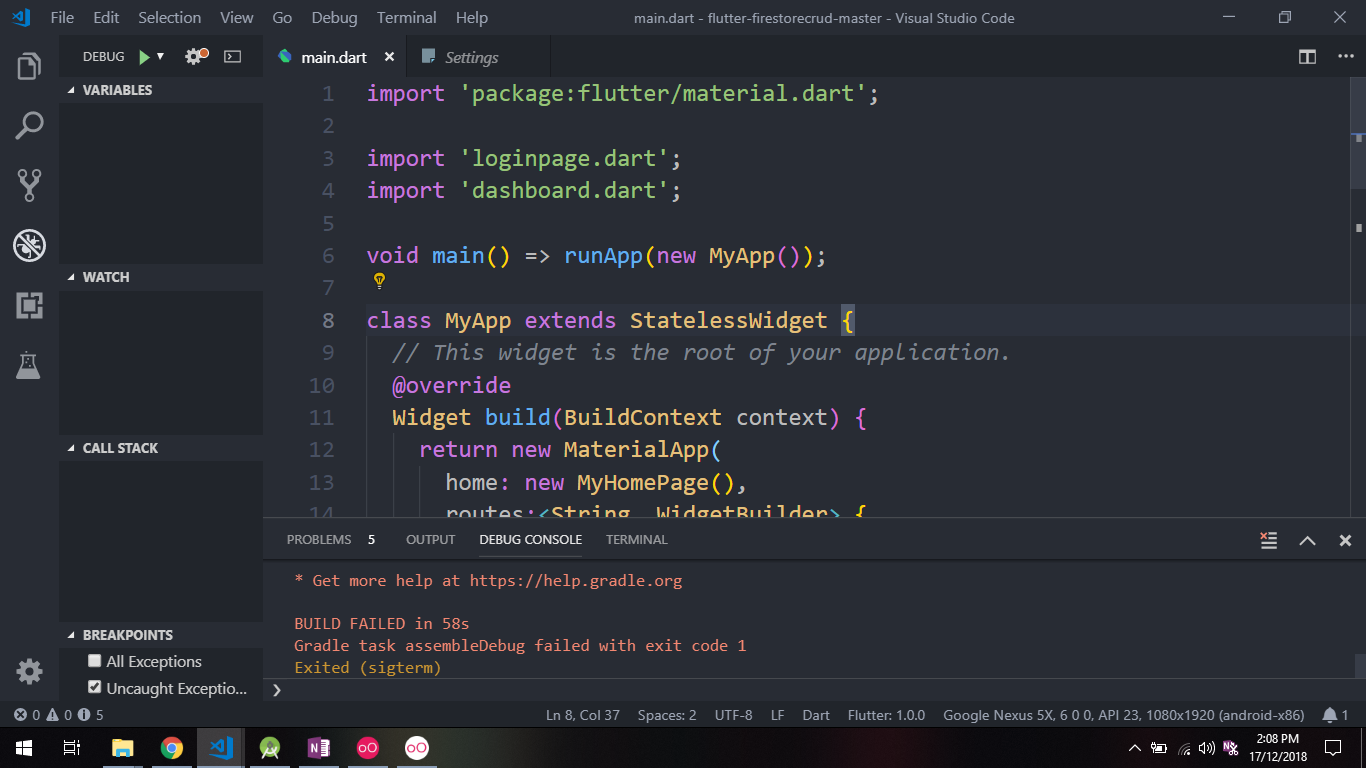 File Edit Selection View Go Debug Terminal Help main.dart - flutter-firestorecrud-master - Visual Studio Code
DEBUG
main.dart Settings
VARIABLES
WATCH
CALL STACK
BREAKPOINTS
All Exceptions
Uncaught Exceptio...
1 import 'package:flutter/material.dart';
2
3 import 'loginpage.dart';
4 import 'dashboard.dart';
5
6 void main() => runApp(new MyApp());
7
8 class MyApp extends StatelessWidget {
9 // This widget is the root of your application.
10 @override
11 Widget build(BuildContext context) {
12 return new MaterialApp(
13 home: new MyHomePage(),
14 routes:<String, WidgetBuilder> {
PROBLEMS 5 OUTPUT DEBUG CONSOLE TERMINAL
* Get more help at https://help.gradle.org
BUILD FAILED in 58s
Gradle task assembleDebug failed with exit code 1
Exited (sigterm)
0 0 5 Ln 8, Col 37 Spaces: 2 UTF-8 LF Dart Flutter: 1.0.0 Google Nexus 5X, 6 0 0, API 23, 1080x1920 (android-x86) 1
2:08 PM
17/12/2018